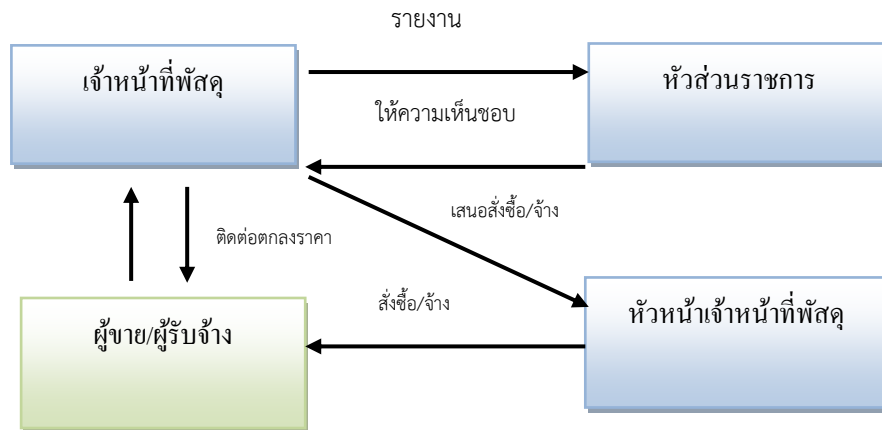 รายงาน
เจ้าหน้าที่พัสดุ
หัวส่วนราชการ
ให้ความเห็นชอบ
เสนอสั่งซื้อ/จ้าง
ติดต่อตกลงราคา
สั่งซื้อ/จ้าง
ผู้ขาย/ผู้รับจ้าง
หัวหน้าเจ้าหน้าที่พัสดุ